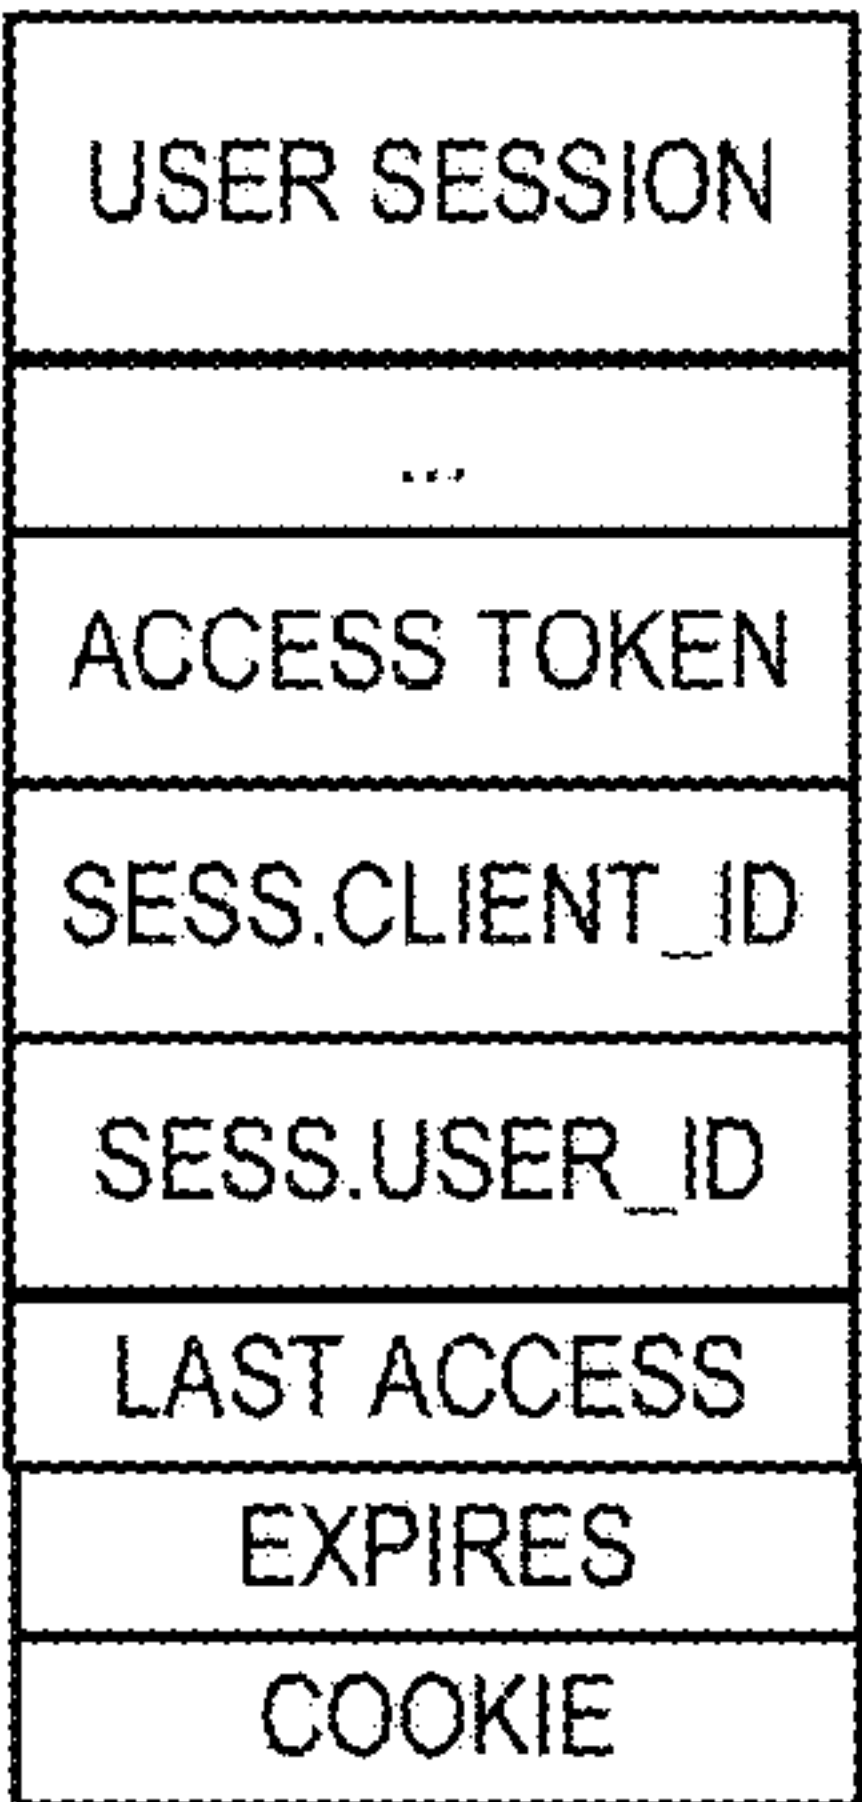 USER SESSION
...
ACCESS TOKEN
SESS.CLIENT_ID
SESS.USER_ID
LAST ACCESS
EXPIRES
COOKIE